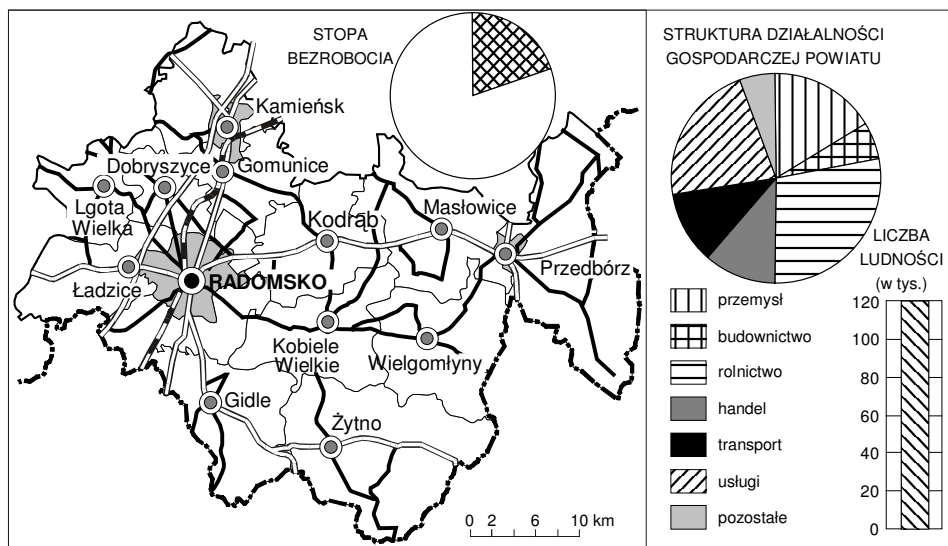 STOPA
BEZROBOCIA
Kamieńsk
Dobryszyce
Gomunice
Lgota
Wielka
Kodrąb
Masłowice
Przedbórz
Ładzice
RADOMSKO
Kobiele
Wielkie
Wielgomłyny
Gidle
Żytno
0 2 6 10 km
STRUKTURA DZIAŁALNOŚCI
GOSPODARCZEJ POWIATU
przemysł
budownictwo
rolnictwo
handel
transport
usługi
pozostałe
LICZBA
LUDNOŚCI
(w tys.)
120
100
80
60
40
20
0